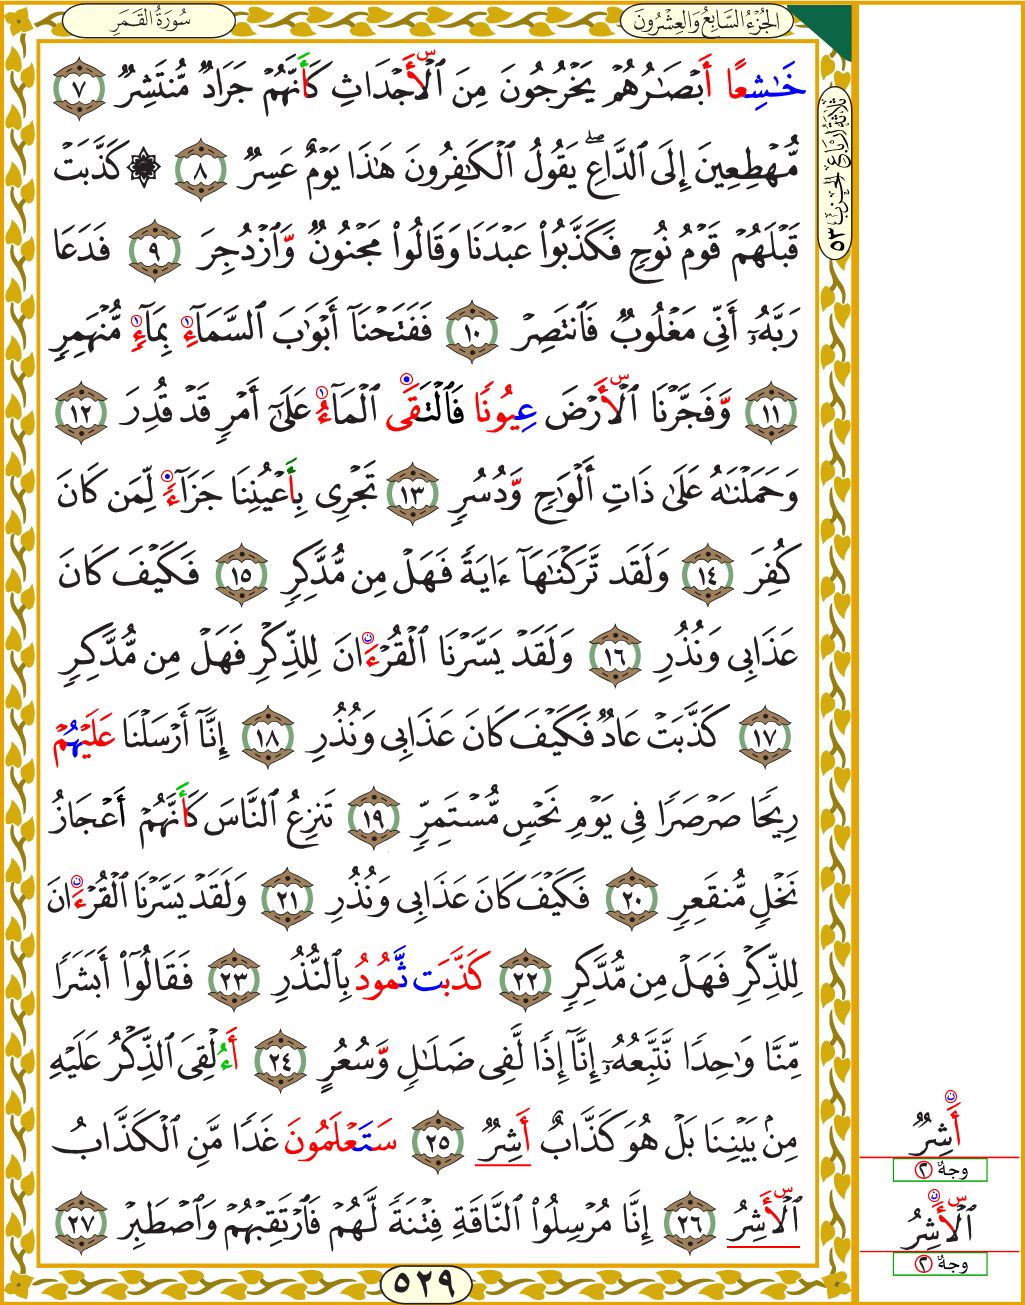 سُورَةُ القَمَرِ
الجُزْءُ السَّابِعُ وَالعِشْرُونَ
ثَلَاثَةُ أَرْبَاعِ الحِزْبِ ٥٣
خَٰشِعًا أَبْصَٰرُهُمْ يَخْرُجُونَ مِنَ ٱلْأَجْدَاثِ كَأَنَّهُمْ جَرَادٌ مُّنتَشِرٌ ٧
مُّهْطِعِينَ إِلَى ٱلدَّاعِ ۖ يَقُولُ ٱلْكَٰفِرُونَ هَٰذَا يَوْمٌ عَسِرٌ ٨ ۞ كَذَّبَتْ
قَبْلَهُمْ قَوْمُ نُوحٍ فَكَذَّبُوا۟ عَبْدَنَا وَقَالُوا۟ مَجْنُونٌ وَٱزْدُجِرَ ٩ فَدَعَا
رَبَّهُۥٓ أَنِّى مَغْلُوبٌ فَٱنتَصِرْ ١٠ فَفَتَحْنَآ أَبْوَٰبَ ٱلسَّمَآءِ بِمَآءٍ مُّنْهَمِرٍ
١١ وَفَجَّرْنَا ٱلْأَرْضَ عِيُونًا فَٱلْتَقَى ٱلْمَآءُ عَلَىٰٓ أَمْرٍ قَدْ قُدِرَ ١٢
وَحَمَلْنَٰهُ عَلَىٰ ذَاتِ أَلْوَٰحٍ وَدُسُرٍ ١٣ تَجْرِى بِأَعْيُنِنَا جَزَآءً لِّمَن كَانَ
كُفِرَ ١٤ وَلَقَد تَّرَكْنَٰهَآ ءَايَةً فَهَلْ مِن مُّدَّكِرٍ ١٥ فَكَيْفَ كَانَ
عَذَابِى وَنُذُرِ ١٦ وَلَقَدْ يَسَّرْنَا ٱلْقُرْءَانَ لِلذِّكْرِ فَهَلْ مِن مُّدَّكِرٍ
١٧ كَذَّبَتْ عَادٌ فَكَيْفَ كَانَ عَذَابِى وَنُذُرِ ١٨ إِنَّآ أَرْسَلْنَا عَلَيْهِمْ
رِيحًا صَرْصَرًا فِى يَوْمِ نَحْسٍ مُّسْتَمِرٍّ ١٩ تَنزِعُ ٱلنَّاسَ كَأَنَّهُمْ أَعْجَازُ
نَخْلٍ مُّنقَعِرٍ ٢٠ فَكَيْفَ كَانَ عَذَابِى وَنُذُرِ ٢١ وَلَقَدْ يَسَّرْنَا ٱلْقُرْءَانَ
لِلذِّكْرِ فَهَلْ مِن مُّدَّكِرٍ ٢٢ كَذَّبَت ثَّمُودُ بِٱلنُّذُرِ ٢٣ فَقَالُوٓا۟ أَبَشَرًا
مِّنَّا وَٰحِدًا نَّتَّبِعُهُۥٓ إِنَّآ إِذًا لَّفِى ضَلَٰلٍ وَسُعُرٍ ٢٤ أَءُلْقِىَ ٱلذِّكْرُ عَلَيْهِ
مِنۢ بَيْنِنَا بَلْ هُوَ كَذَّابٌ أَشِرٌ ٢٥ سَتَعْلَمُونَ غَدًا مَّنِ ٱلْكَذَّابُ
ٱلْأَشِرُ ٢٦ إِنَّا مُرْسِلُوا۟ ٱلنَّاقَةِ فِتْنَةً لَّهُمْ فَٱرْتَقِبْهُمْ وَٱصْطَبِرْ ٢٧
أَشِرٌ
وجهٌ ٢
ٱلْأَشِرُ
وجهٌ ٢
٥٢٩